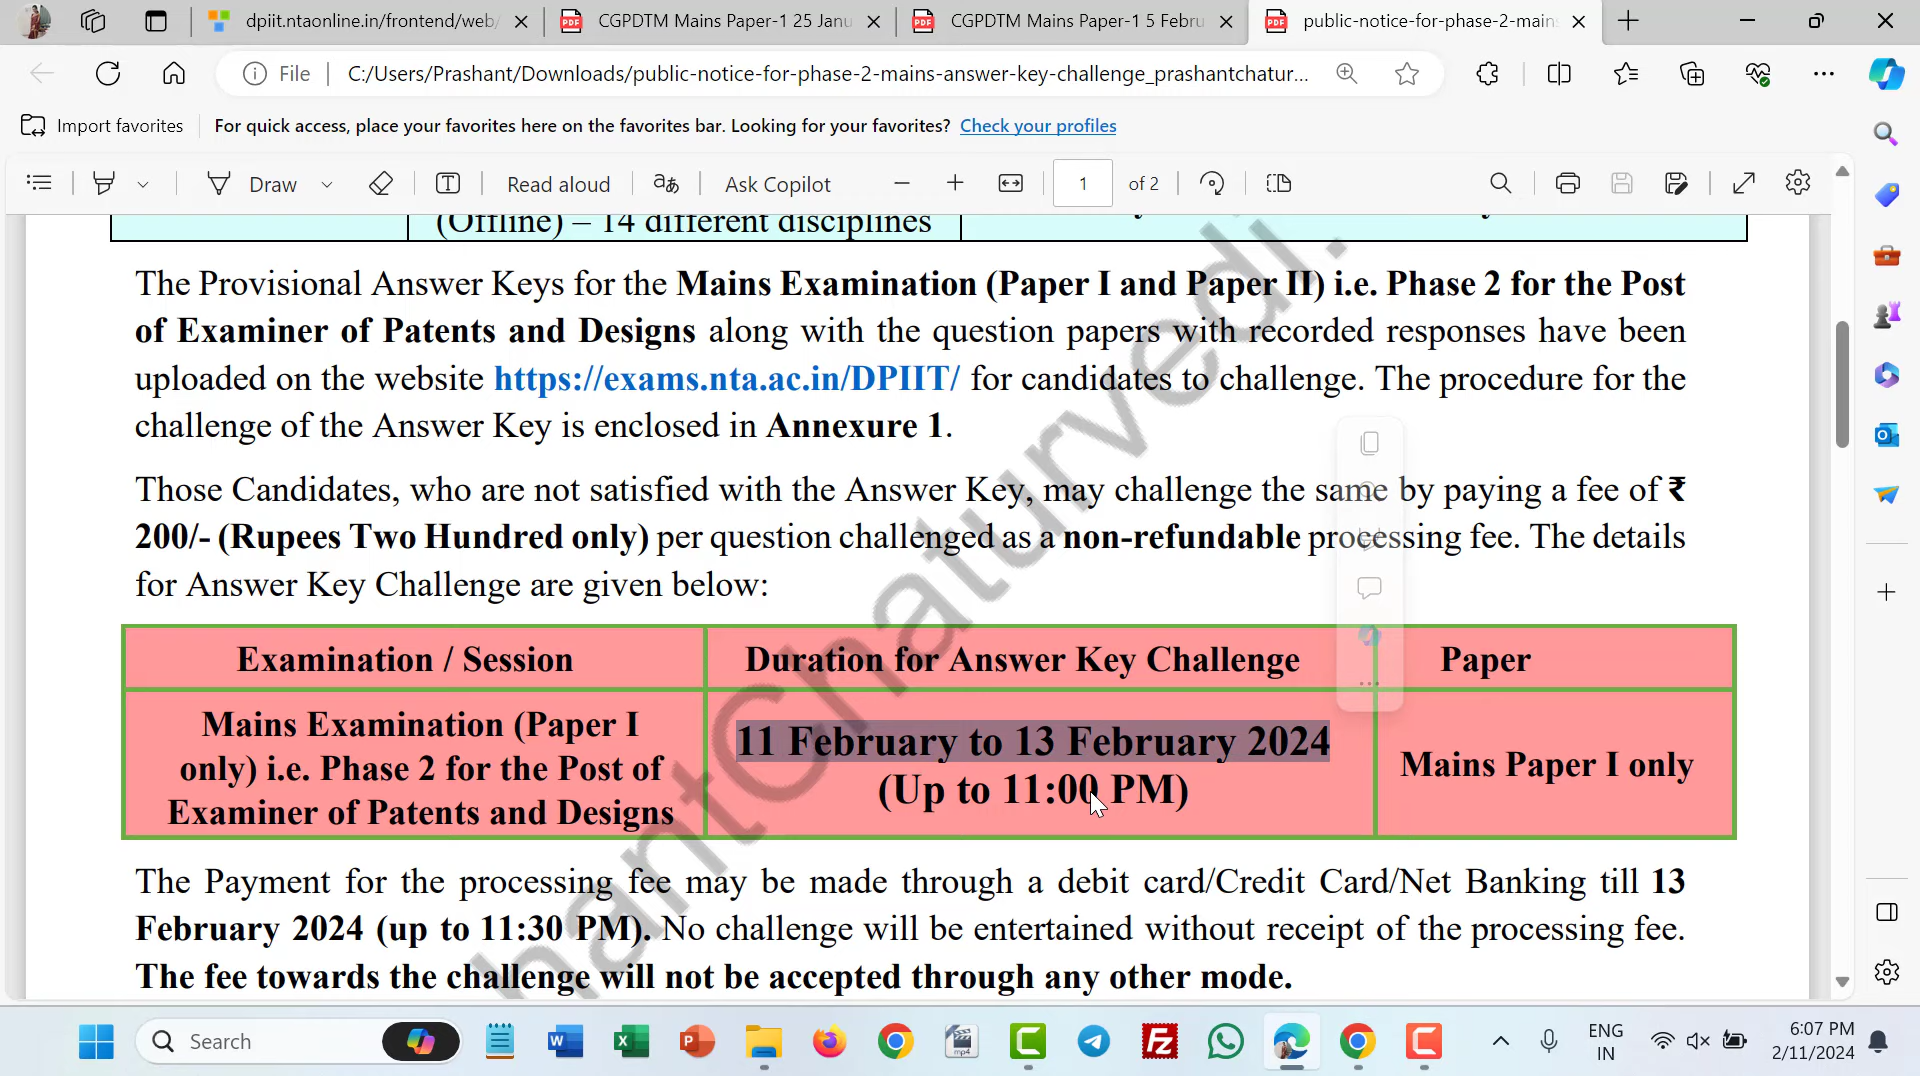 dpiit.ntaonline.in/frontend/web/
CGPDTM Mains Paper-1 25 Janu
CGPDTM Mains Paper-1 5 Febru
public-notice-for-phase-2-mains
File
C:/Users/Prashant/Downloads/public-notice-for-phase-2-mains-answer-key-challenge_prashantchatur...
Import favorites
For quick access, place your favorites here on the favorites bar. Looking for your favorites? Check your profiles
Draw
Read aloud
Ask Copilot
1 of 2
(Offline) – 14 different disciplines
The Provisional Answer Keys for the Mains Examination (Paper I and Paper II) i.e. Phase 2 for the Post
of Examiner of Patents and Designs along with the question papers with recorded responses have been
uploaded on the website https://exams.nta.ac.in/DPIIT/ for candidates to challenge. The procedure for the
challenge of the Answer Key is enclosed in Annexure 1.
Those Candidates, who are not satisfied with the Answer Key, may challenge the same by paying a fee of ₹
200/- (Rupees Two Hundred only) per question challenged as a non-refundable processing fee. The details
for Answer Key Challenge are given below:
Examination / Session
Duration for Answer Key Challenge
Paper
Mains Examination (Paper I
only) i.e. Phase 2 for the Post of
Examiner of Patents and Designs
11 February to 13 February 2024
(Up to 11:00 PM)
Mains Paper I only
The Payment for the processing fee may be made through a debit card/Credit Card/Net Banking till 13
February 2024 (up to 11:30 PM). No challenge will be entertained without receipt of the processing fee.
The fee towards the challenge will not be accepted through any other mode.
hantChaturvedi.
Search
ENG
IN
6:07 PM
2/11/2024